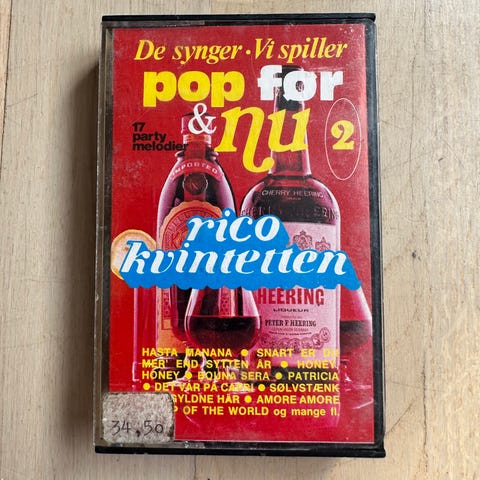 De synger · Vi spiller
pop før
& nu 2
17
party
melodier
IMPORTED
CHERRY HEERING
rico
kvintetten
HEERING
LIQUEUR
PETER F. HEERING
HASTA MANANA • SNART ER DU
MER' END SYTTEN ÅR • HONEY,
HONEY • BOUNA SERA • PATRICIA
• DET VAR PÅ CAPRI • SØLVSTÆNK
SYLDNE HÅR • AMORE AMORE
P OF THE WORLD og mange fl.
34,50